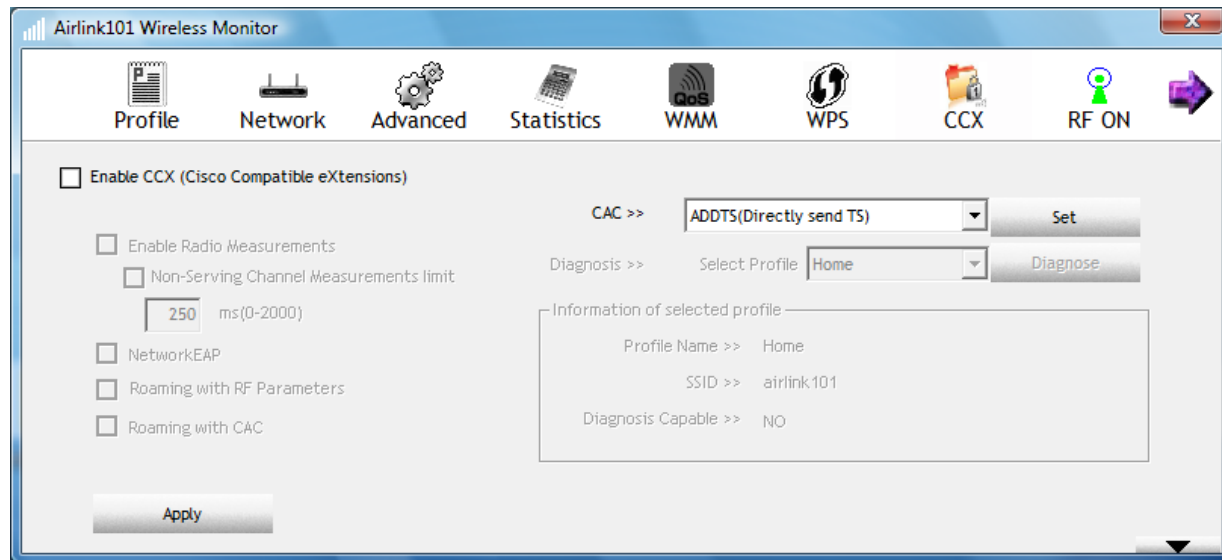 Airlink101 Wireless Monitor
X
P
QoS
Profile Network Advanced Statistics WMM WPS CCX RF ON
Enable CCX (Cisco Compatible eXtensions)
CAC >> ADDTS(Directly send TS) Set
Enable Radio Measurements
Diagnosis >> Select Profile Home Diagnose
Non-Serving Channel Measurements limit
250 ms(0-2000)
Information of selected profile
Profile Name >> Home
NetworkEAP
SSID >> airlink101
Roaming with RF Parameters
Diagnosis Capable >> NO
Roaming with CAC
Apply